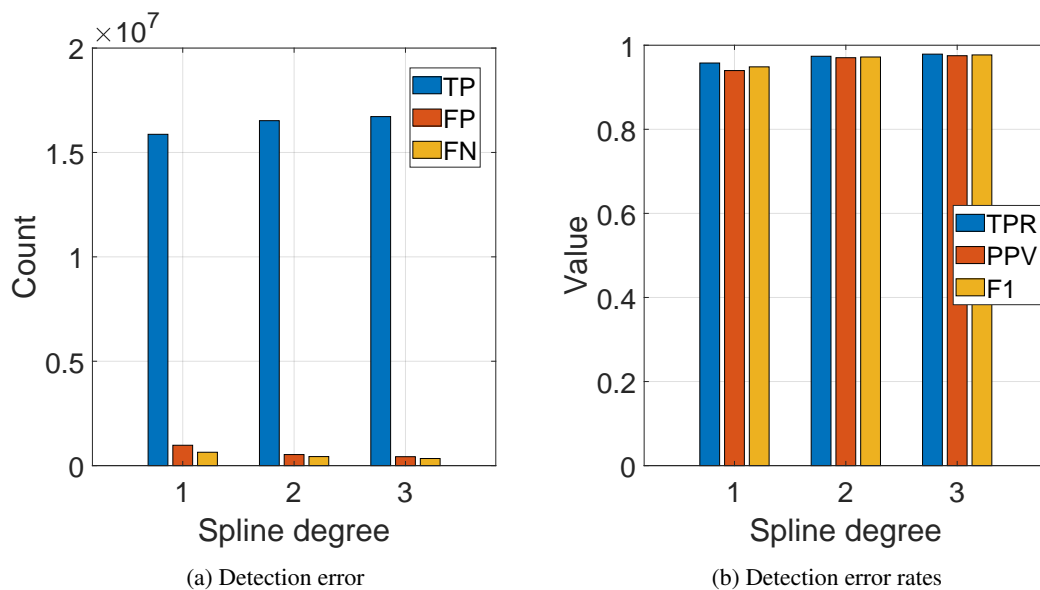 ×10⁷
2
1.5
1
0.5
0
Count
TP
FP
FN
1 2 3
Spline degree
(a) Detection error
1
0.8
0.6
0.4
0.2
0
Value
TPR
PPV
F1
1 2 3
Spline degree
(b) Detection error rates